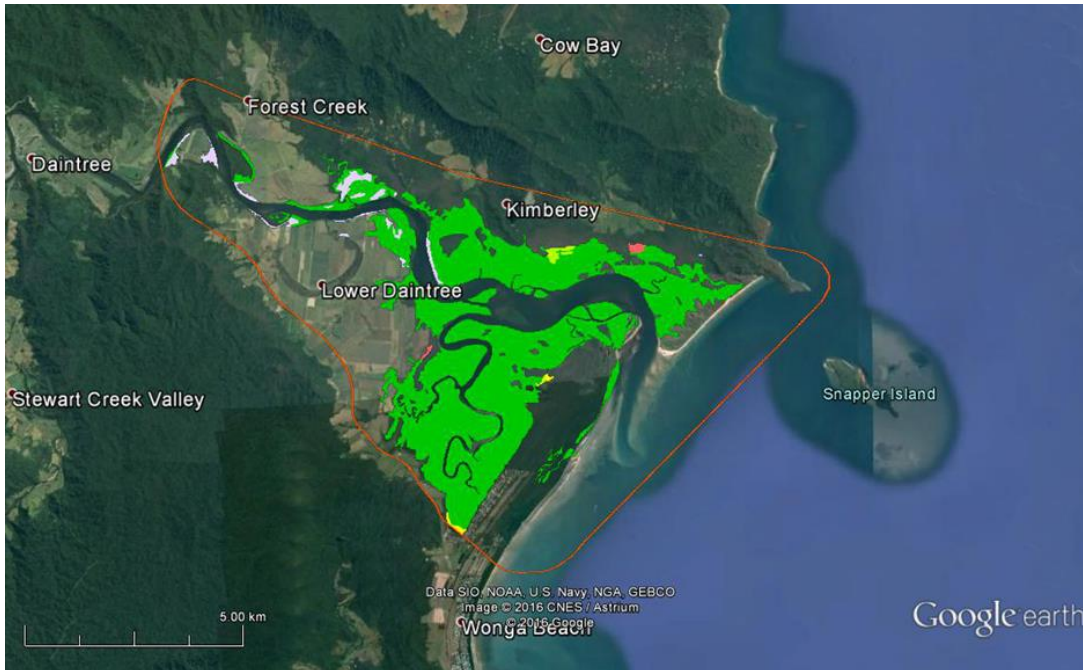 Cow Bay
Forest Creek
Daintree
Kimberley
Lower Daintree
Stewart Creek Valley
Snapper Island
Data SIO, NOAA, U.S. Navy, NGA, GEBCO
Image © 2016 CNES / Astrium
© 2016 Google
Wonga Beach
5.00 km
Google earth